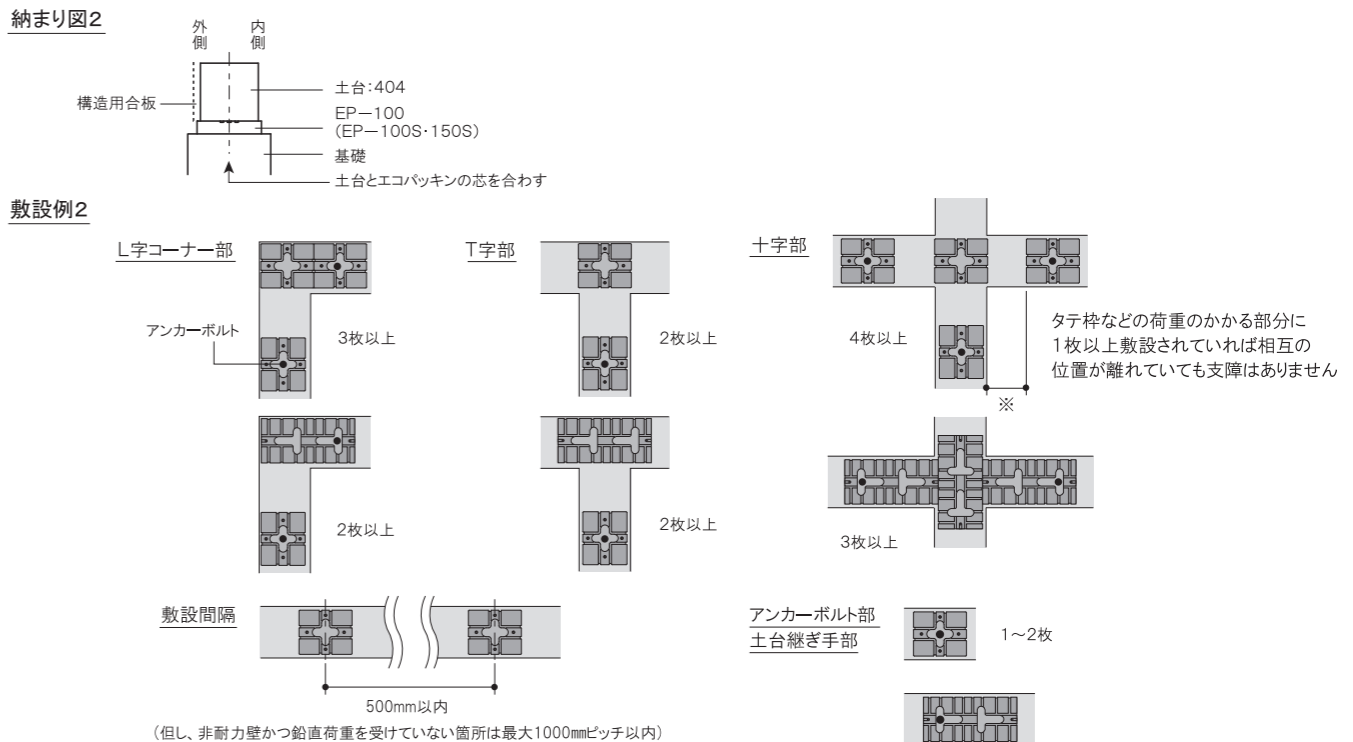 納まり図2
外側
内側
構造用合板
土台:404
EP－100
(EP－100S・150S)
基礎
土台とエコパッキンの芯を合わす
敷設例2
L字コーナー部
アンカーボルト
3枚以上
T字部
2枚以上
十字部
4枚以上
タテ枠などの荷重のかかる部分に
1枚以上敷設されていれば相互の
位置が離れていても支障はありません
※
2枚以上
2枚以上
3枚以上
敷設間隔
500mm以内
(但し、非耐力壁かつ鉛直荷重を受けていない箇所は最大1000mmピッチ以内)
アンカーボルト部
土台継ぎ手部
1～2枚